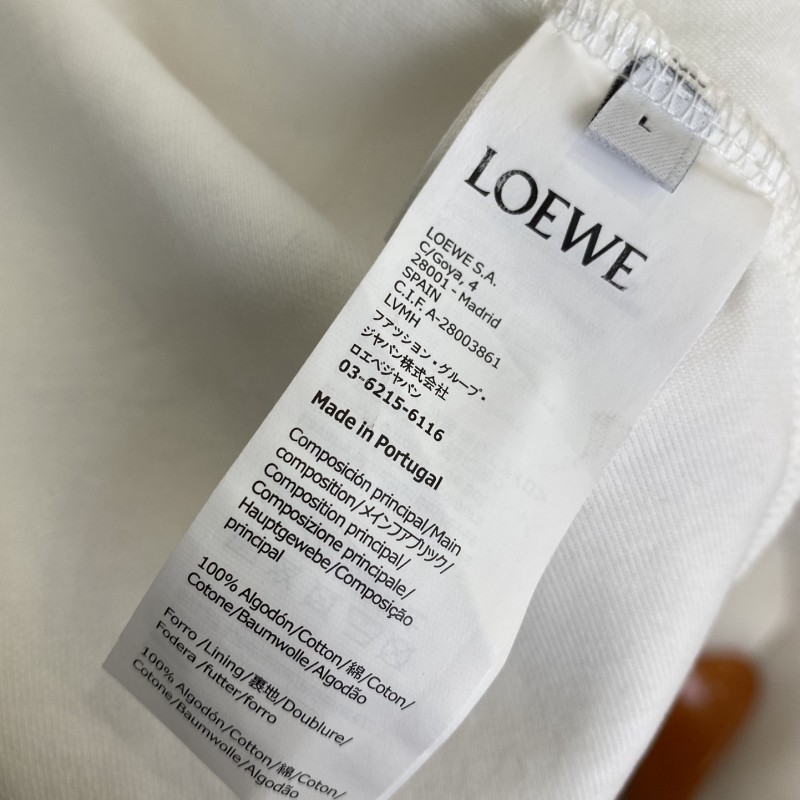 L
LOEWE
LOEWE S.A.
C/Goya, 4
28001 - Madrid
SPAIN
C.I.F. A-28003861
LVMH
ファッション・グループ・
ジャパン株式会社
ロエベジャパン
03-6215-6116
Made in Portugal
Composición principal/Main
composition/メインファブリック/
Composition principal/
Composizione principale/
Hauptgewebe/Composição
principal
100% Algodón/Cotton/綿/Coton/
Cotone/Baumwolle/Algodão
Forro /Lining/裏地/Doublure/
Fodera /futter/forro
100% Algodón/Cotton/綿/Coton/
Cotone/Baumwolle/Algodão